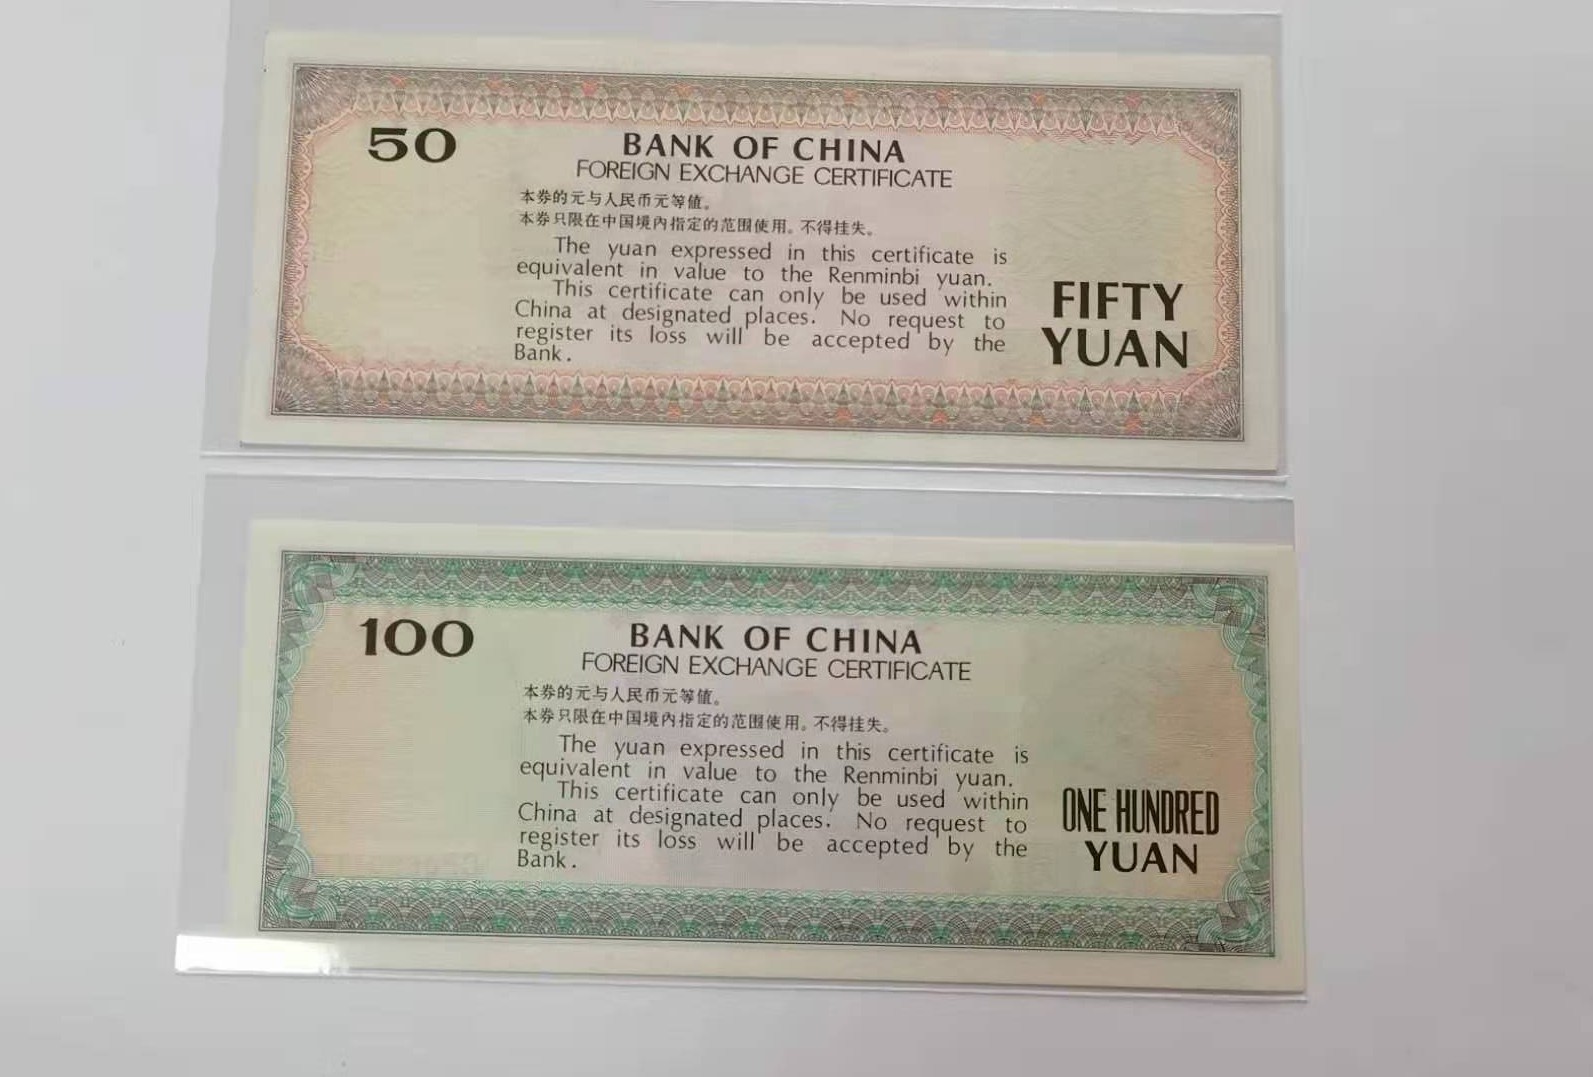 50
BANK OF CHINA
FOREIGN EXCHANGE CERTIFICATE
本券的元与人民币元等值。
本券只限在中国境内指定的范围使用。不得挂失。
The yuan expressed in this certificate is
equivalent in value to the Renminbi yuan.
This certificate can only be used within
China at designated places. No request to
register its loss will be accepted by the
Bank.
FIFTY
YUAN
100
BANK OF CHINA
FOREIGN EXCHANGE CERTIFICATE
本券的元与人民币元等值。
本券只限在中国境内指定的范围使用。不得挂失。
The yuan expressed in this certificate is
equivalent in value to the Renminbi yuan.
This certificate can only be used within
China at designated places. No request to
register its loss will be accepted by the
Bank.
ONE HUNDRED
YUAN